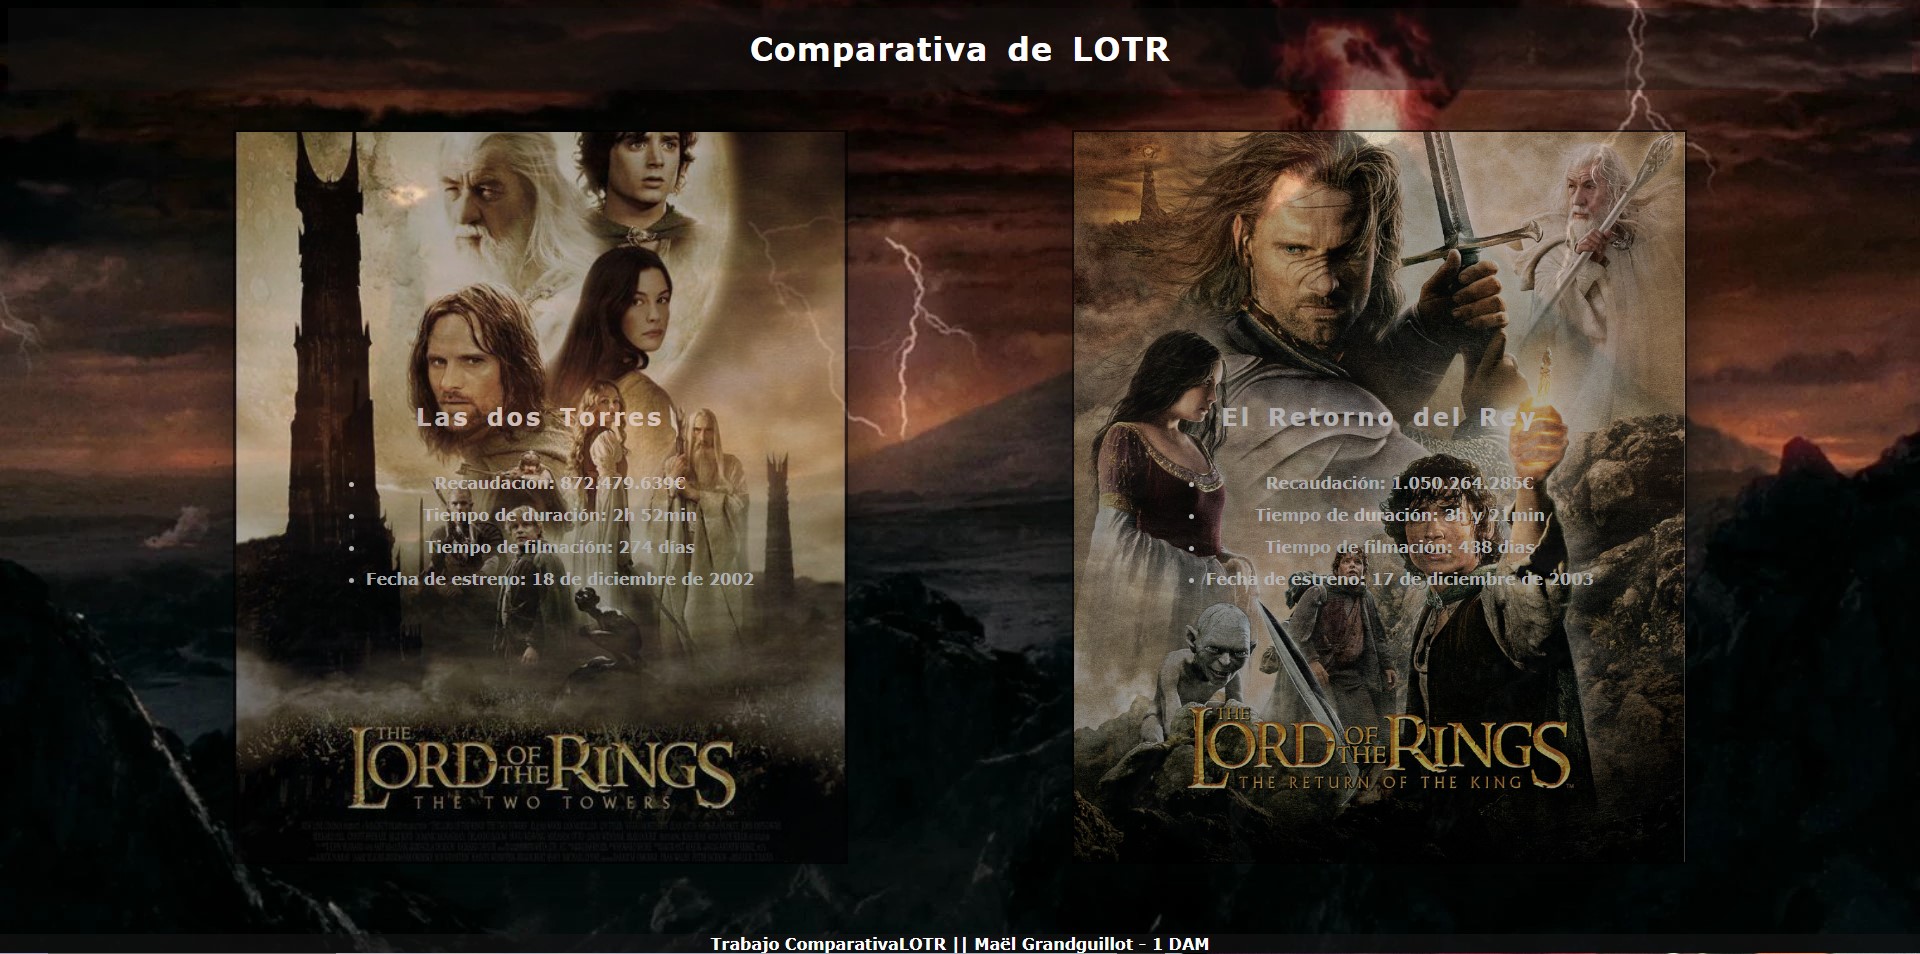 Comparativa de LOTR
Las dos Torres
Recaudación: 872.479.639€
Tiempo de duración: 2h 52min
Tiempo de filmación: 274 dias
Fecha de estreno: 18 de diciembre de 2002
THE
LORD OF THE RINGS
THE TWO TOWERS
El Retorno del Rey
Recaudación: 1.050.264.285€
Tiempo de duración: 3h y 21min
Tiempo de filmación: 438 dias
Fecha de estreno: 17 de diciembre de 2003
THE
LORD OF THE RINGS
THE RETURN OF THE KING
Trabajo ComparativaLOTR || Maël Grandguillot - 1 DAM